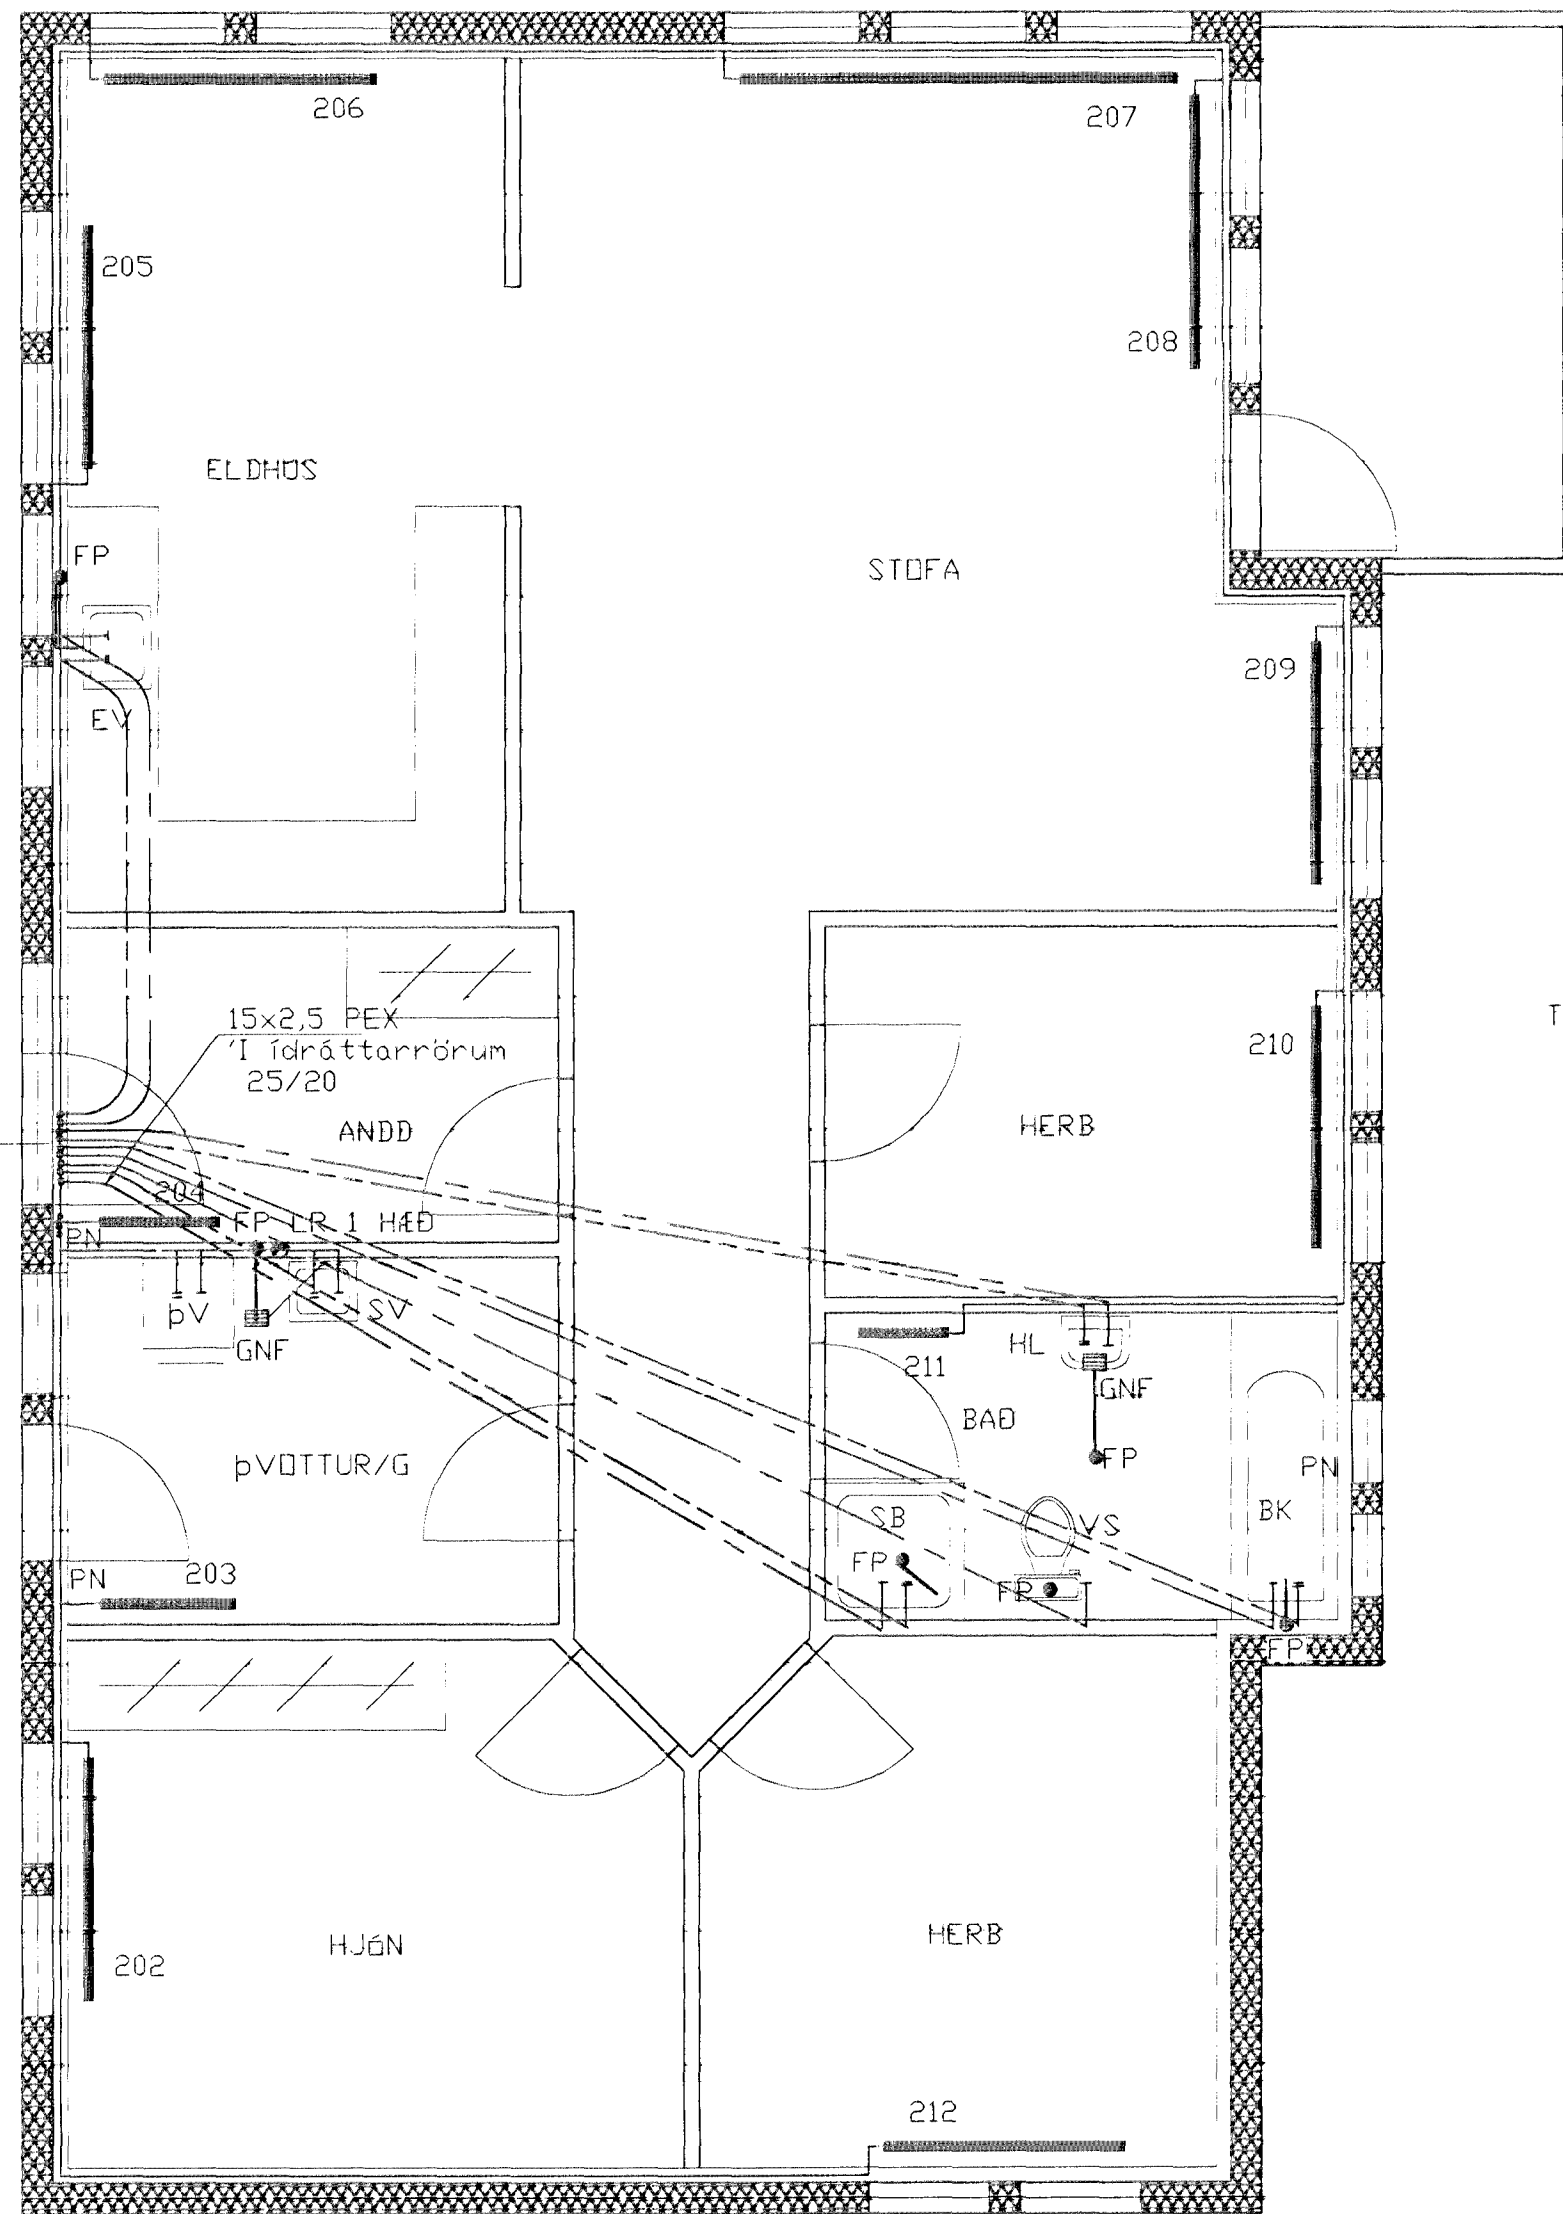 206
207
205
208
ELDHÚS
FP
STOFA
209
EV
15x2,5 PEX
'I ídráttarrörum
25/20
T
210
ANDD
HERB
204
FP LR 1 HÆÐ
PN
þV
SV
GNF
HL
211
GNF
BAÐ
FP
PN
þVOTTUR/G
SB
VS
BK
FP
PN
203
FP
FP
HJóN
HERB
202
212